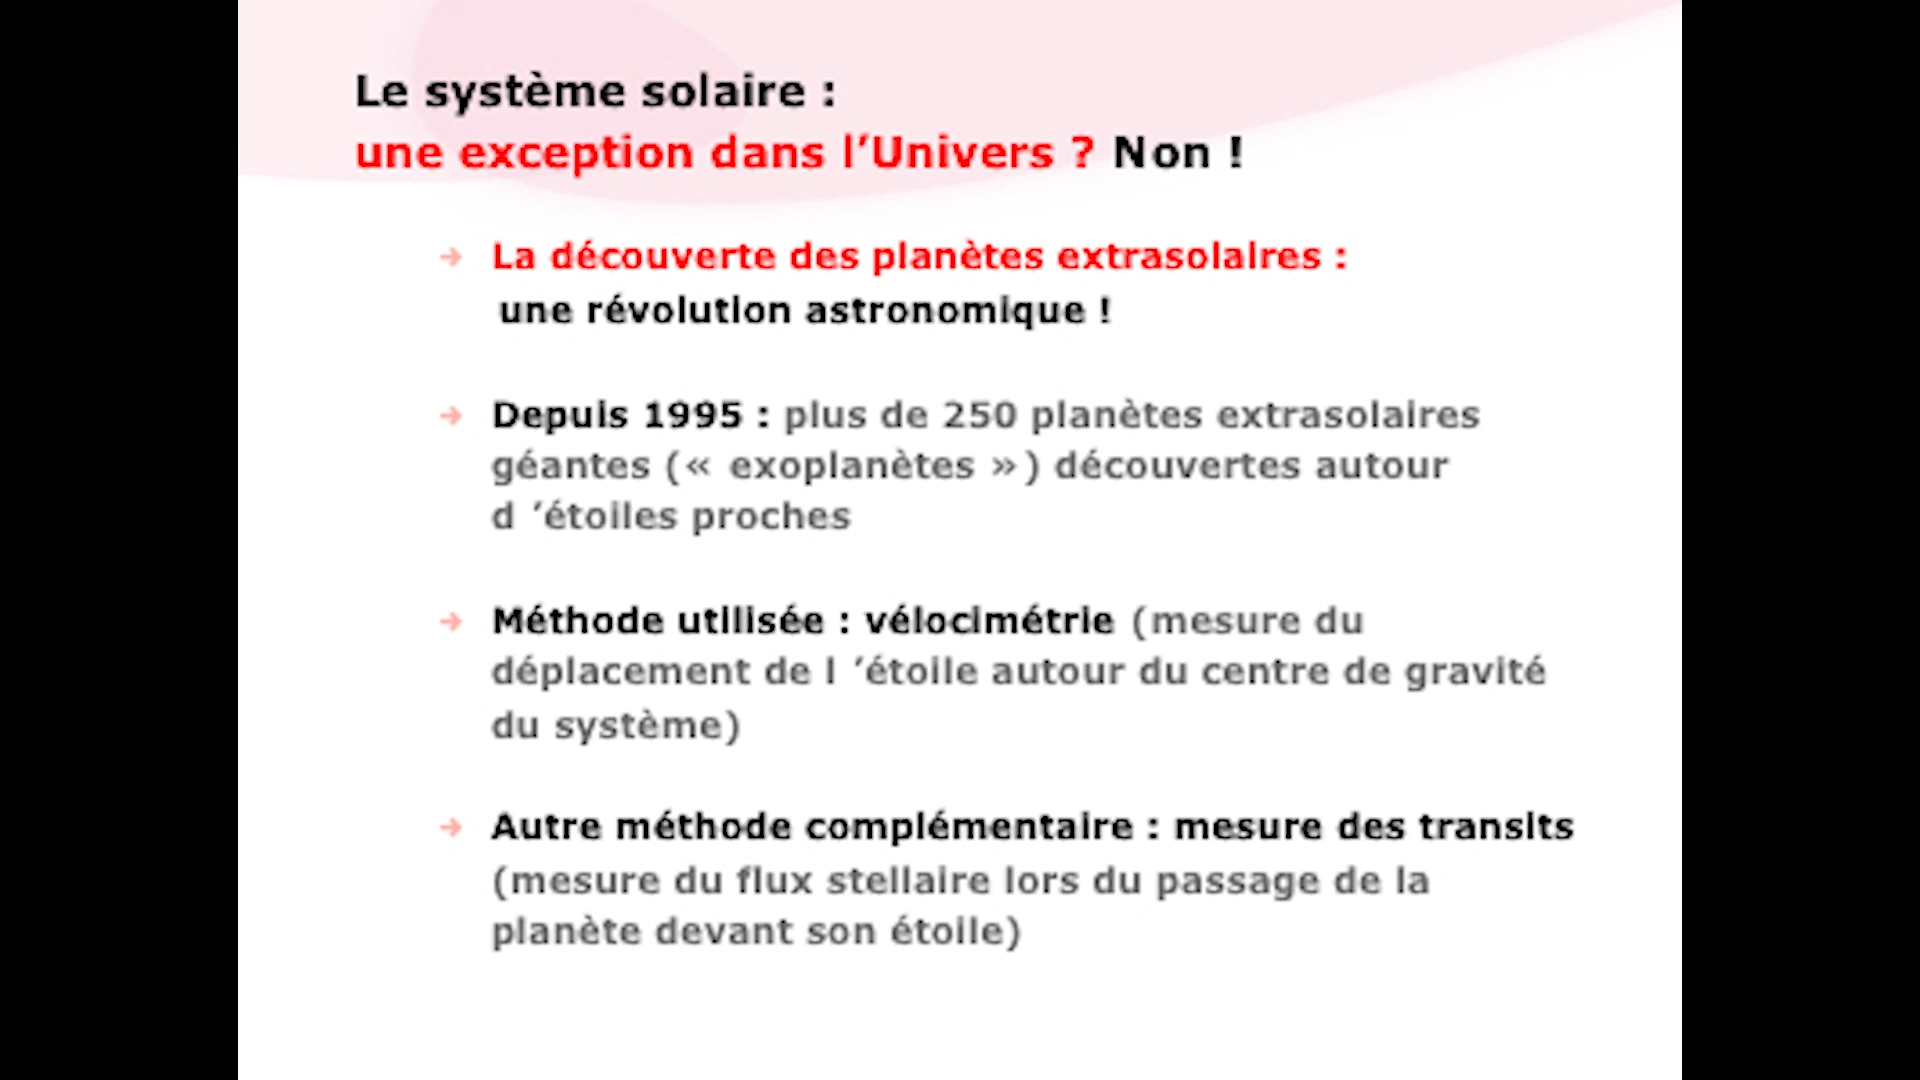 Le système solaire :
une exception dans l’Univers ? Non !
La découverte des planètes extrasolaires :
une révolution astronomique !
Depuis 1995 : plus de 250 planètes extrasolaires
géantes (« exoplanètes ») découvertes autour
d ’étoiles proches
Méthode utilisée : vélocimétrie (mesure du
déplacement de l ’étoile autour du centre de gravité
du système)
Autre méthode complémentaire : mesure des transits
(mesure du flux stellaire lors du passage de la
planète devant son étoile)